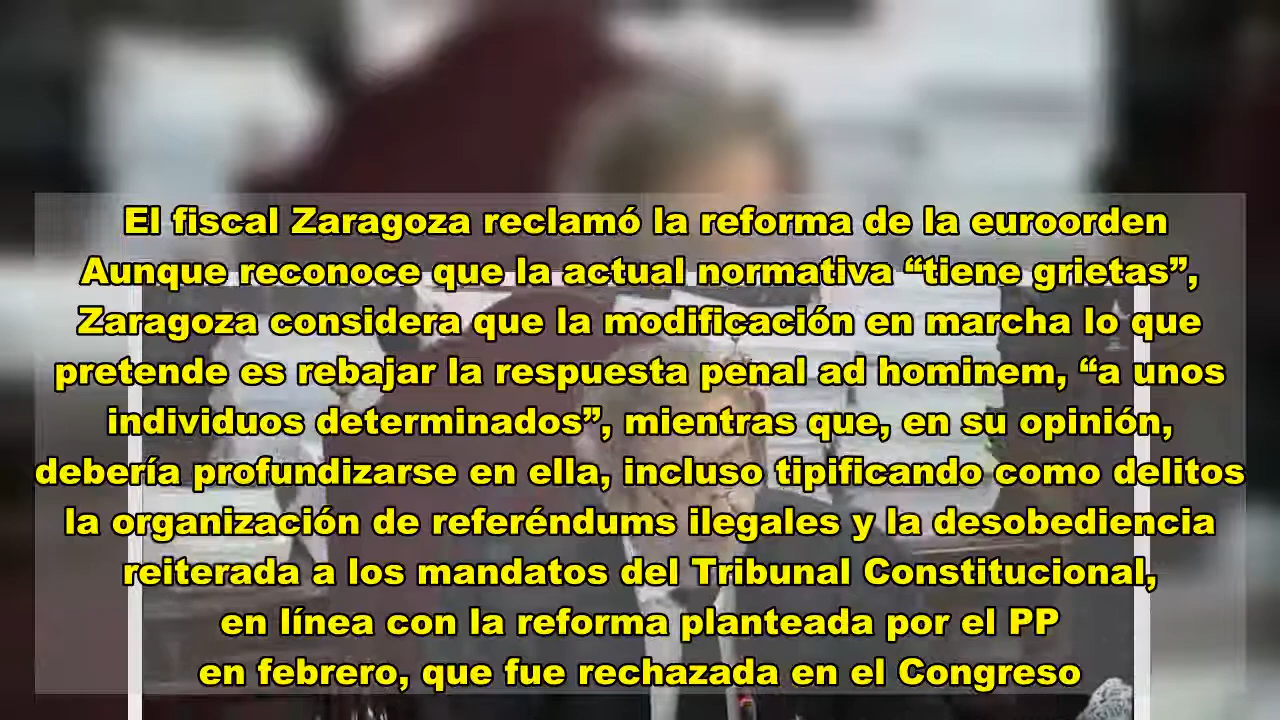 El fiscal Zaragoza reclamó la reforma de la euroorden
Aunque reconoce que la actual normativa “tiene grietas”,
Zaragoza considera que la modificación en marcha lo que
pretende es rebajar la respuesta penal ad hominem, “a unos
individuos determinados”, mientras que, en su opinión,
debería profundizarse en ella, incluso tipificando como delitos
la organización de referéndums ilegales y la desobediencia
reiterada a los mandatos del Tribunal Constitucional,
en línea con la reforma planteada por el PP
en febrero, que fue rechazada en el Congreso